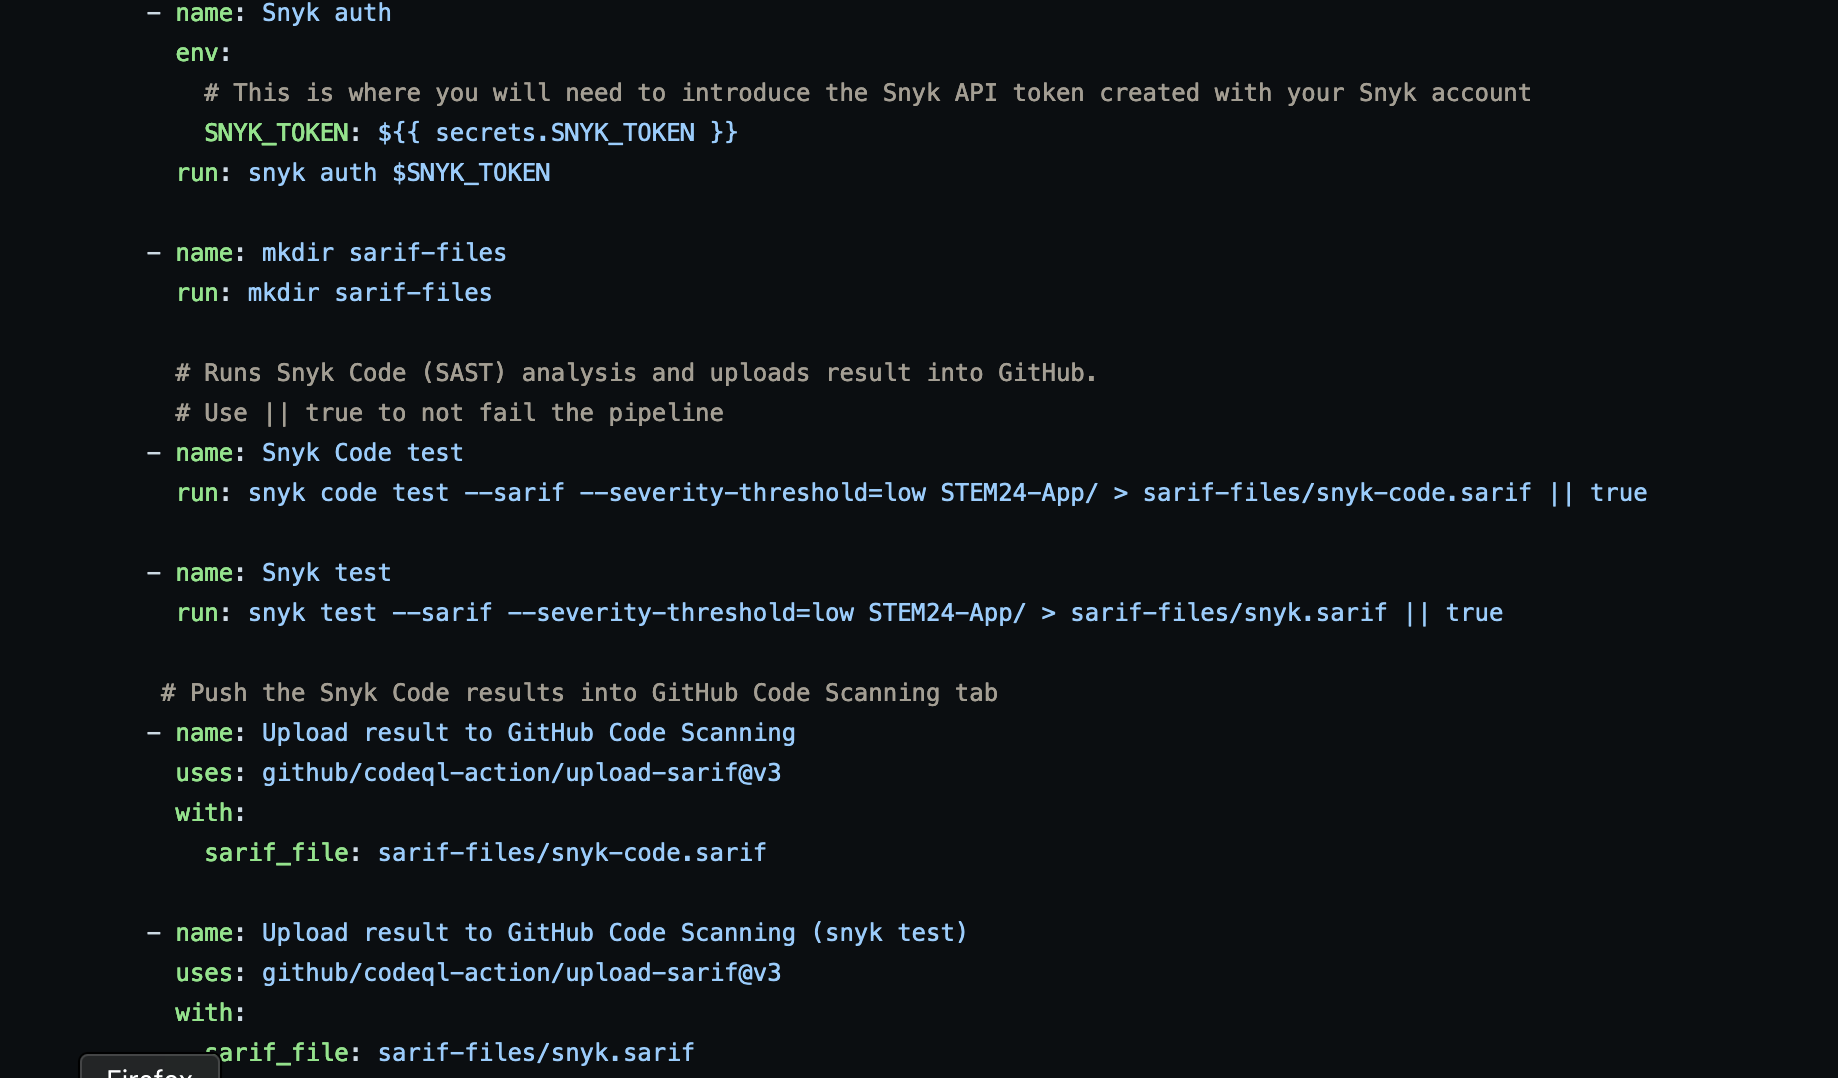 - name: Snyk auth
env:
# This is where you will need to introduce the Snyk API token created with your Snyk account
SNYK_TOKEN: ${{ secrets.SNYK_TOKEN }}
run: snyk auth $SNYK_TOKEN
- name: mkdir sarif-files
run: mkdir sarif-files
# Runs Snyk Code (SAST) analysis and uploads result into GitHub.
# Use || true to not fail the pipeline
- name: Snyk Code test
run: snyk code test --sarif --severity-threshold=low STEM24-App/ > sarif-files/snyk-code.sarif || true
- name: Snyk test
run: snyk test --sarif --severity-threshold=low STEM24-App/ > sarif-files/snyk.sarif || true
# Push the Snyk Code results into GitHub Code Scanning tab
- name: Upload result to GitHub Code Scanning
uses: github/codeql-action/upload-sarif@v3
with:
sarif_file: sarif-files/snyk-code.sarif
- name: Upload result to GitHub Code Scanning (snyk test)
uses: github/codeql-action/upload-sarif@v3
with:
sarif_file: sarif-files/snyk.sarif
Firefox